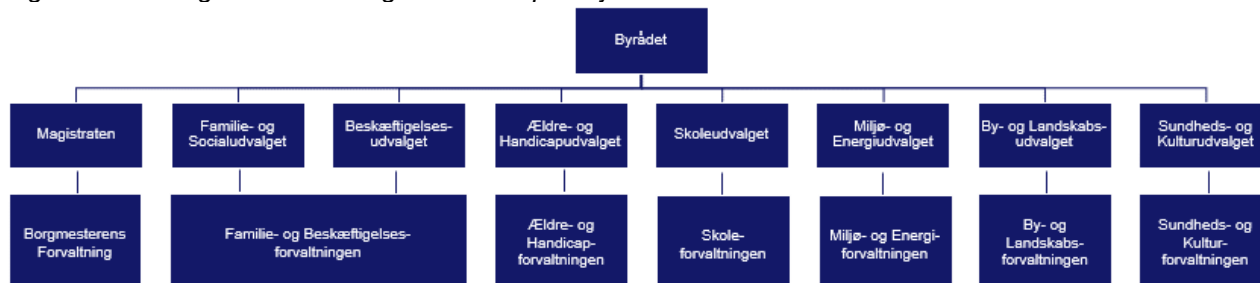 Byrådet
Magistraten
Familie- og
Socialudvalget
Beskæftigelses-
udvalget
Ældre- og
Handicapudvalget
Skoleudvalget
Miljø- og
Energiudvalget
By- og Landskabs-
udvalget
Sundheds- og
Kulturudvalget
Borgmesterens
Forvaltning
Familie- og Beskæftigelses-
forvaltningen
Ældre- og
Handicap-
forvaltningen
Skole-
forvaltningen
Miljø- og Energi-
forvaltningen
By- og
Landskabs-
forvaltningen
Sundheds- og
Kultur-
forvaltningen